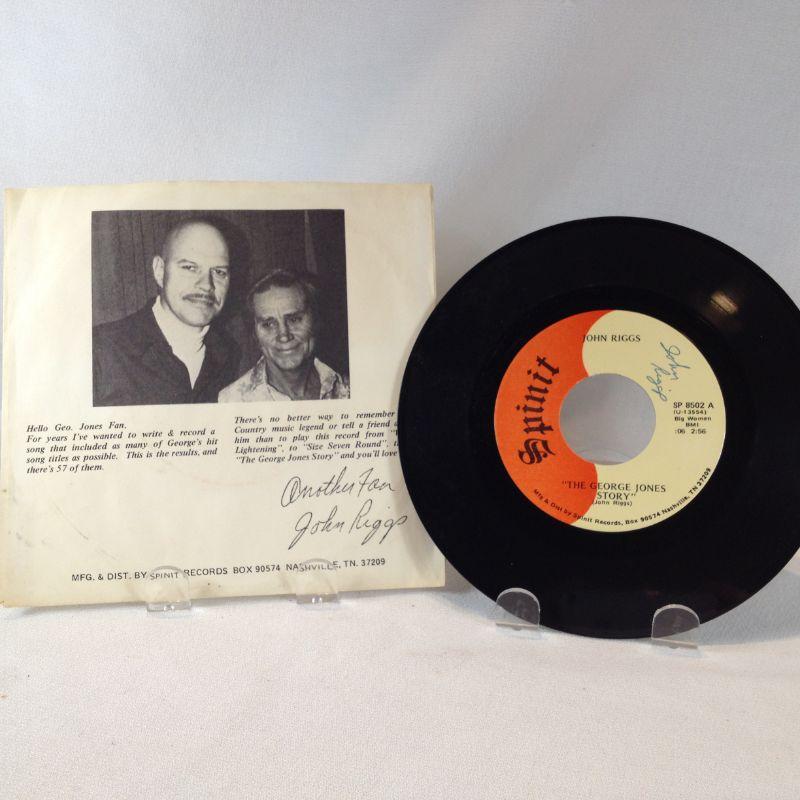 Hello Geo. Jones Fan,
For years I've wanted to write & record a
song that included as many of George's hit
song titles as possible. This is the results, and
there's 57 of them.
There's no better way to remember
Country music legend or tell a friend
him than to play this record from
Lightening", to "Size Seven Round",
"The George Jones Story" and you'll love
Another Fan
John Riggs
MFG. & DIST. BY SPINIT RECORDS BOX 90574 NASHVILLE, TN. 37209
JOHN RIGGS
Spinit
John
Riggs
SP 8502 A
(U-13554)
Big Women
BMI
:06 2:56
"THE GEORGE JONES
STORY"
(John Riggs)
Mfg & Dist by Spinit Records, Box 90574 Nashville, TN 37209